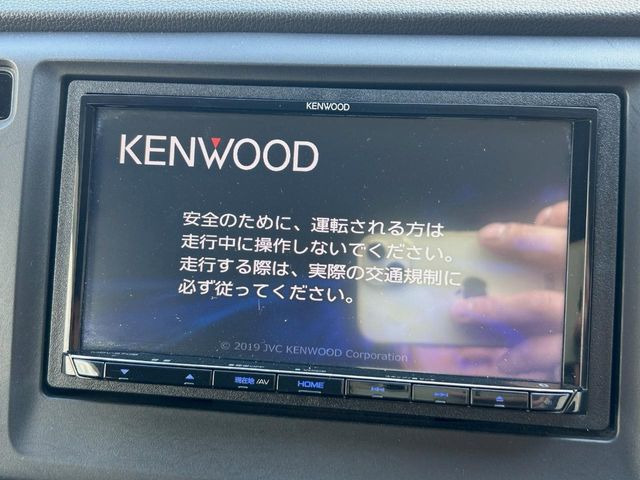 KENWOOD
KENWOOD
安全のために、運転される方は
走行中に操作しないでください。
走行する際は、実際の交通規制に
必ず従ってください。
© 2019 JVC KENWOOD Corporation
現在地/AV HOME